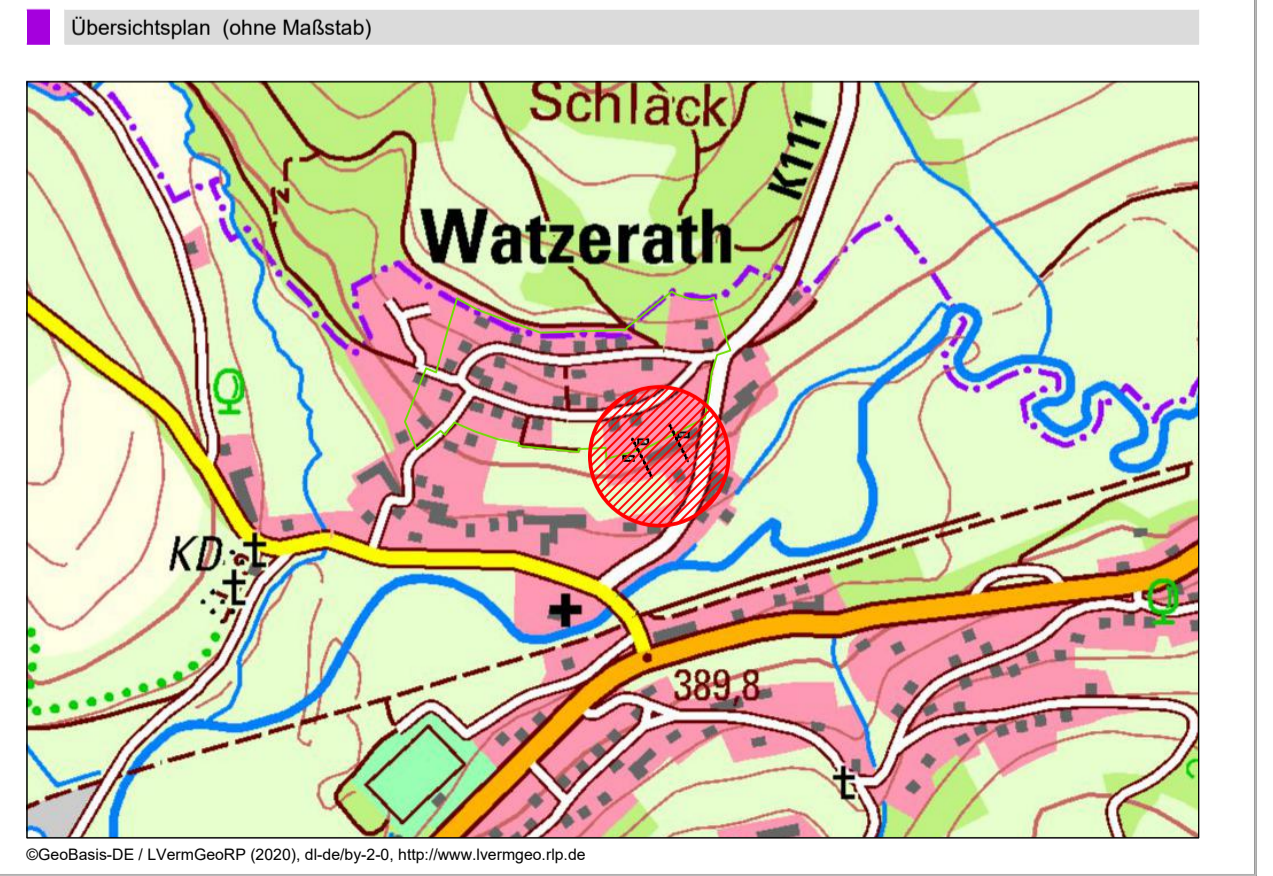 Übersichtsplan (ohne Maßstab)
Schläck
K111
Watzerath
KD
389,8
©GeoBasis-DE / LVermGeoRP (2020), dl-de/by-2-0, http://www.lvermgeo.rlp.de